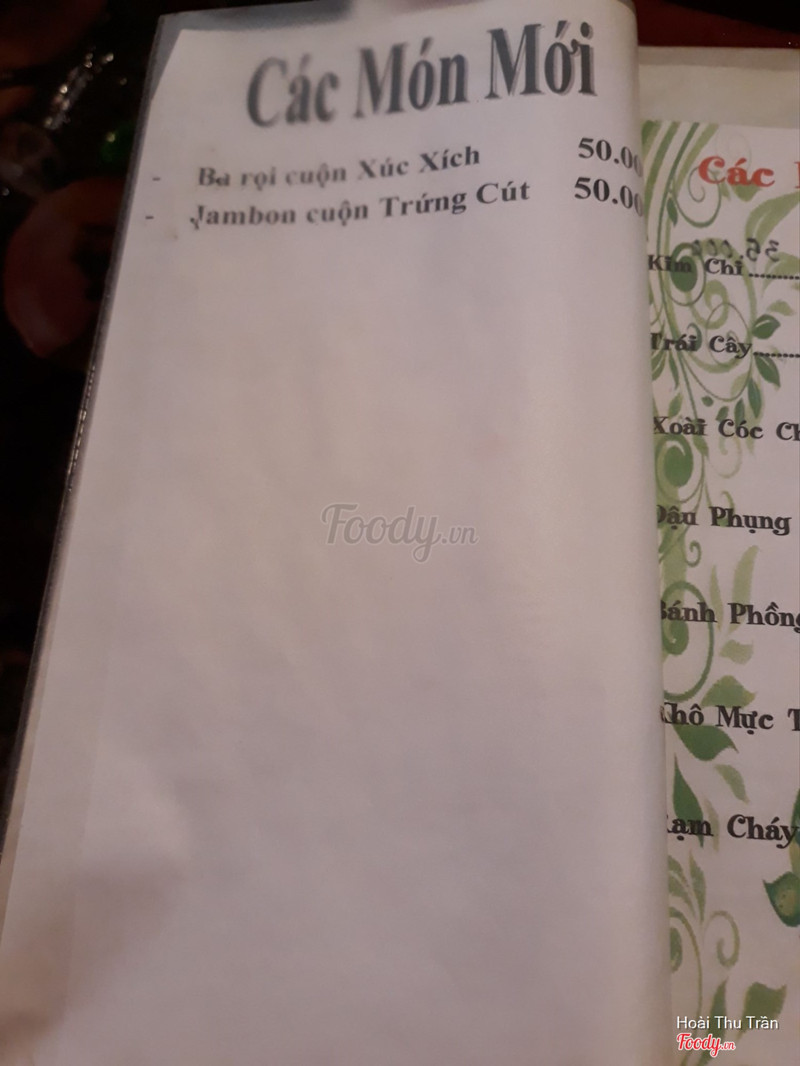 Các Món Mới
- Ba rọi cuộn Xúc Xích 50.00
- Jambon cuộn Trứng Cút 50.00
Các
Kim Chi..........
Trái Cây........
Xoài Cóc
Đậu Phụng
Bánh Phồng
Khô Mực
Cháy
Foody.vn
Hoài Thu Trần
Foody.vn